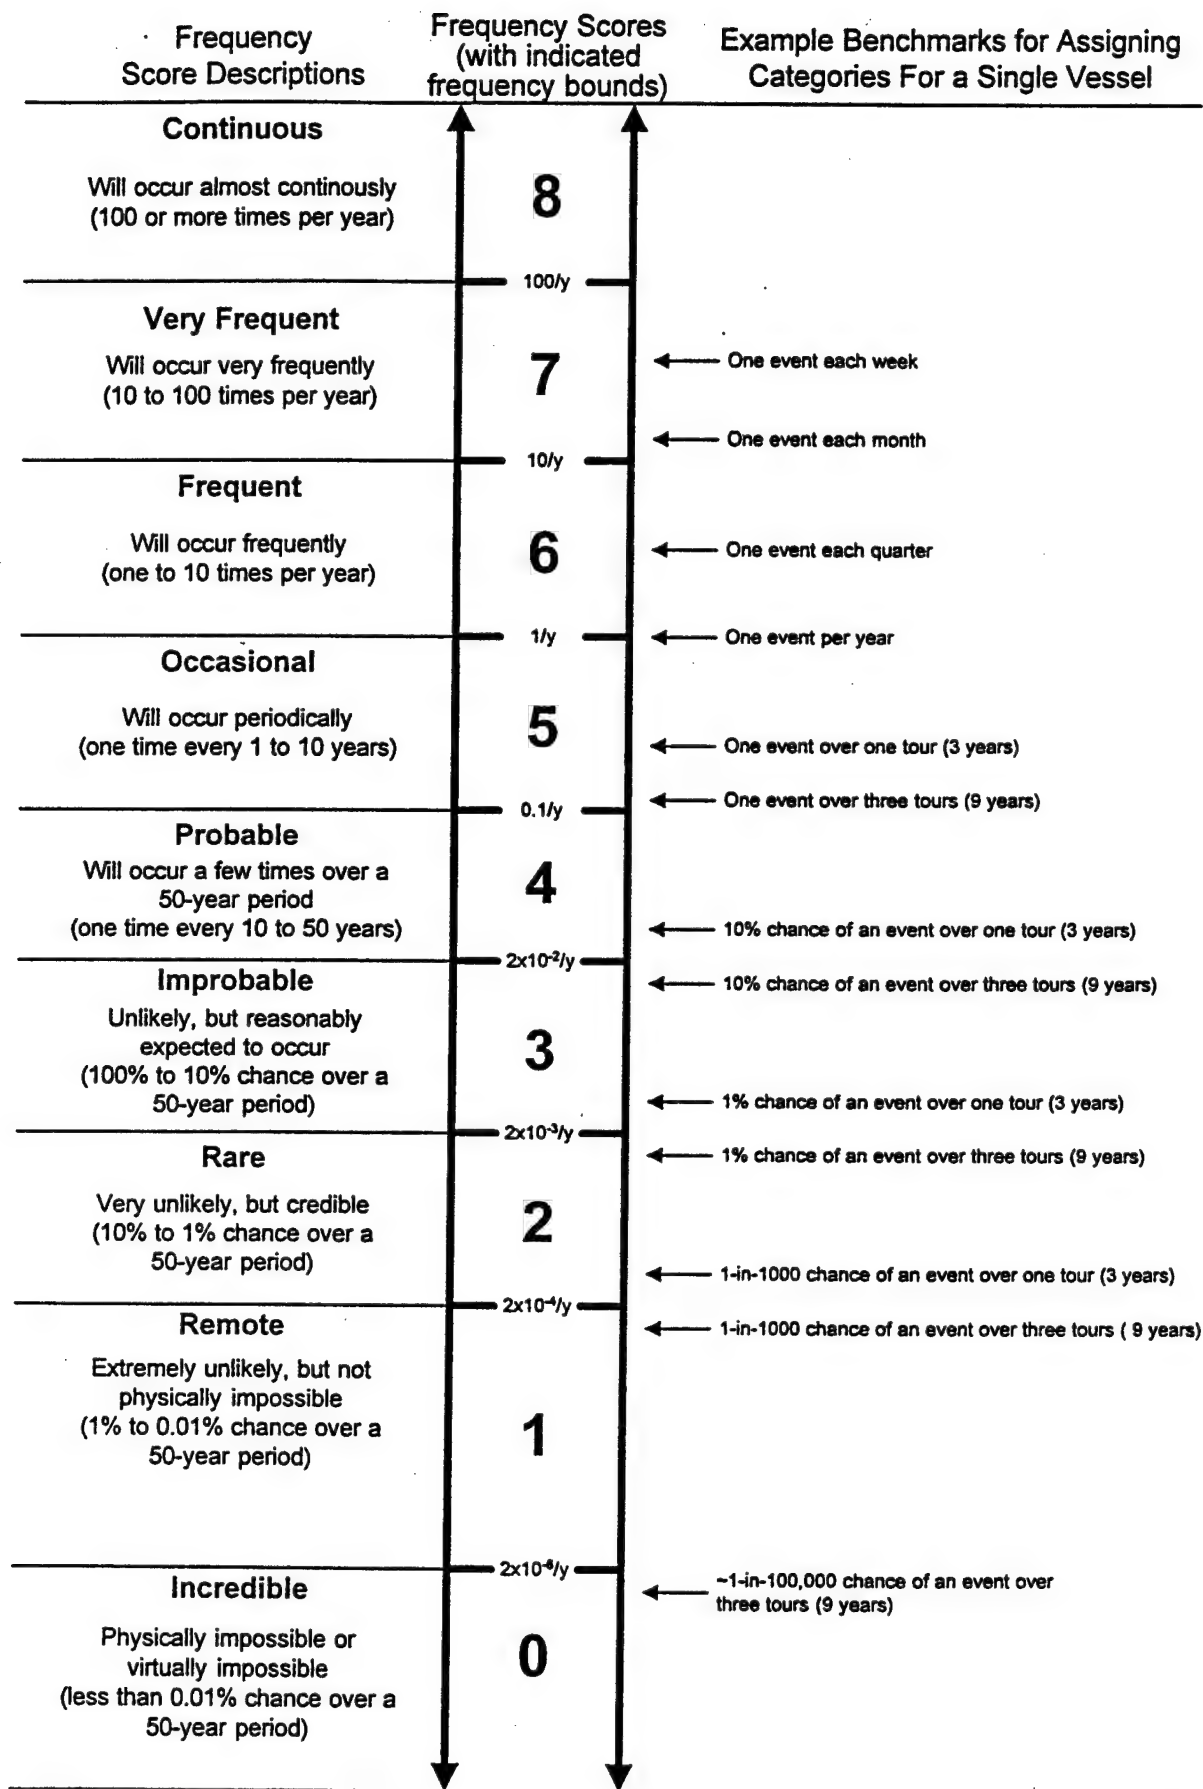 Frequency
Score Descriptions
Frequency Scores
(with indicated
frequency bounds)
Example Benchmarks for Assigning
Categories For a Single Vessel
Continuous
Will occur almost continously
(100 or more times per year)
8
100/y
Very Frequent
Will occur very frequently
(10 to 100 times per year)
7
One event each week
One event each month
10/y
Frequent
Will occur frequently
(one to 10 times per year)
6
One event each quarter
1/y
One event per year
Occasional
Will occur periodically
(one time every 1 to 10 years)
5
One event over one tour (3 years)
One event over three tours (9 years)
0.1/y
Probable
Will occur a few times over a
50-year period
(one time every 10 to 50 years)
4
10% chance of an event over one tour (3 years)
2x10⁻²/y
Improbable
Unlikely, but reasonably
expected to occur
(100% to 10% chance over a
50-year period)
3
10% chance of an event over three tours (9 years)
1% chance of an event over one tour (3 years)
2x10⁻³/y
Rare
Very unlikely, but credible
(10% to 1% chance over a
50-year period)
2
1% chance of an event over three tours (9 years)
1-in-1000 chance of an event over one tour (3 years)
2x10⁻⁴/y
Remote
Extremely unlikely, but not
physically impossible
(1% to 0.01% chance over a
50-year period)
1
1-in-1000 chance of an event over three tours ( 9 years)
2x10⁻⁶/y
Incredible
Physically impossible or
virtually impossible
(less than 0.01% chance over a
50-year period)
0
~1-in-100,000 chance of an event over
three tours (9 years)